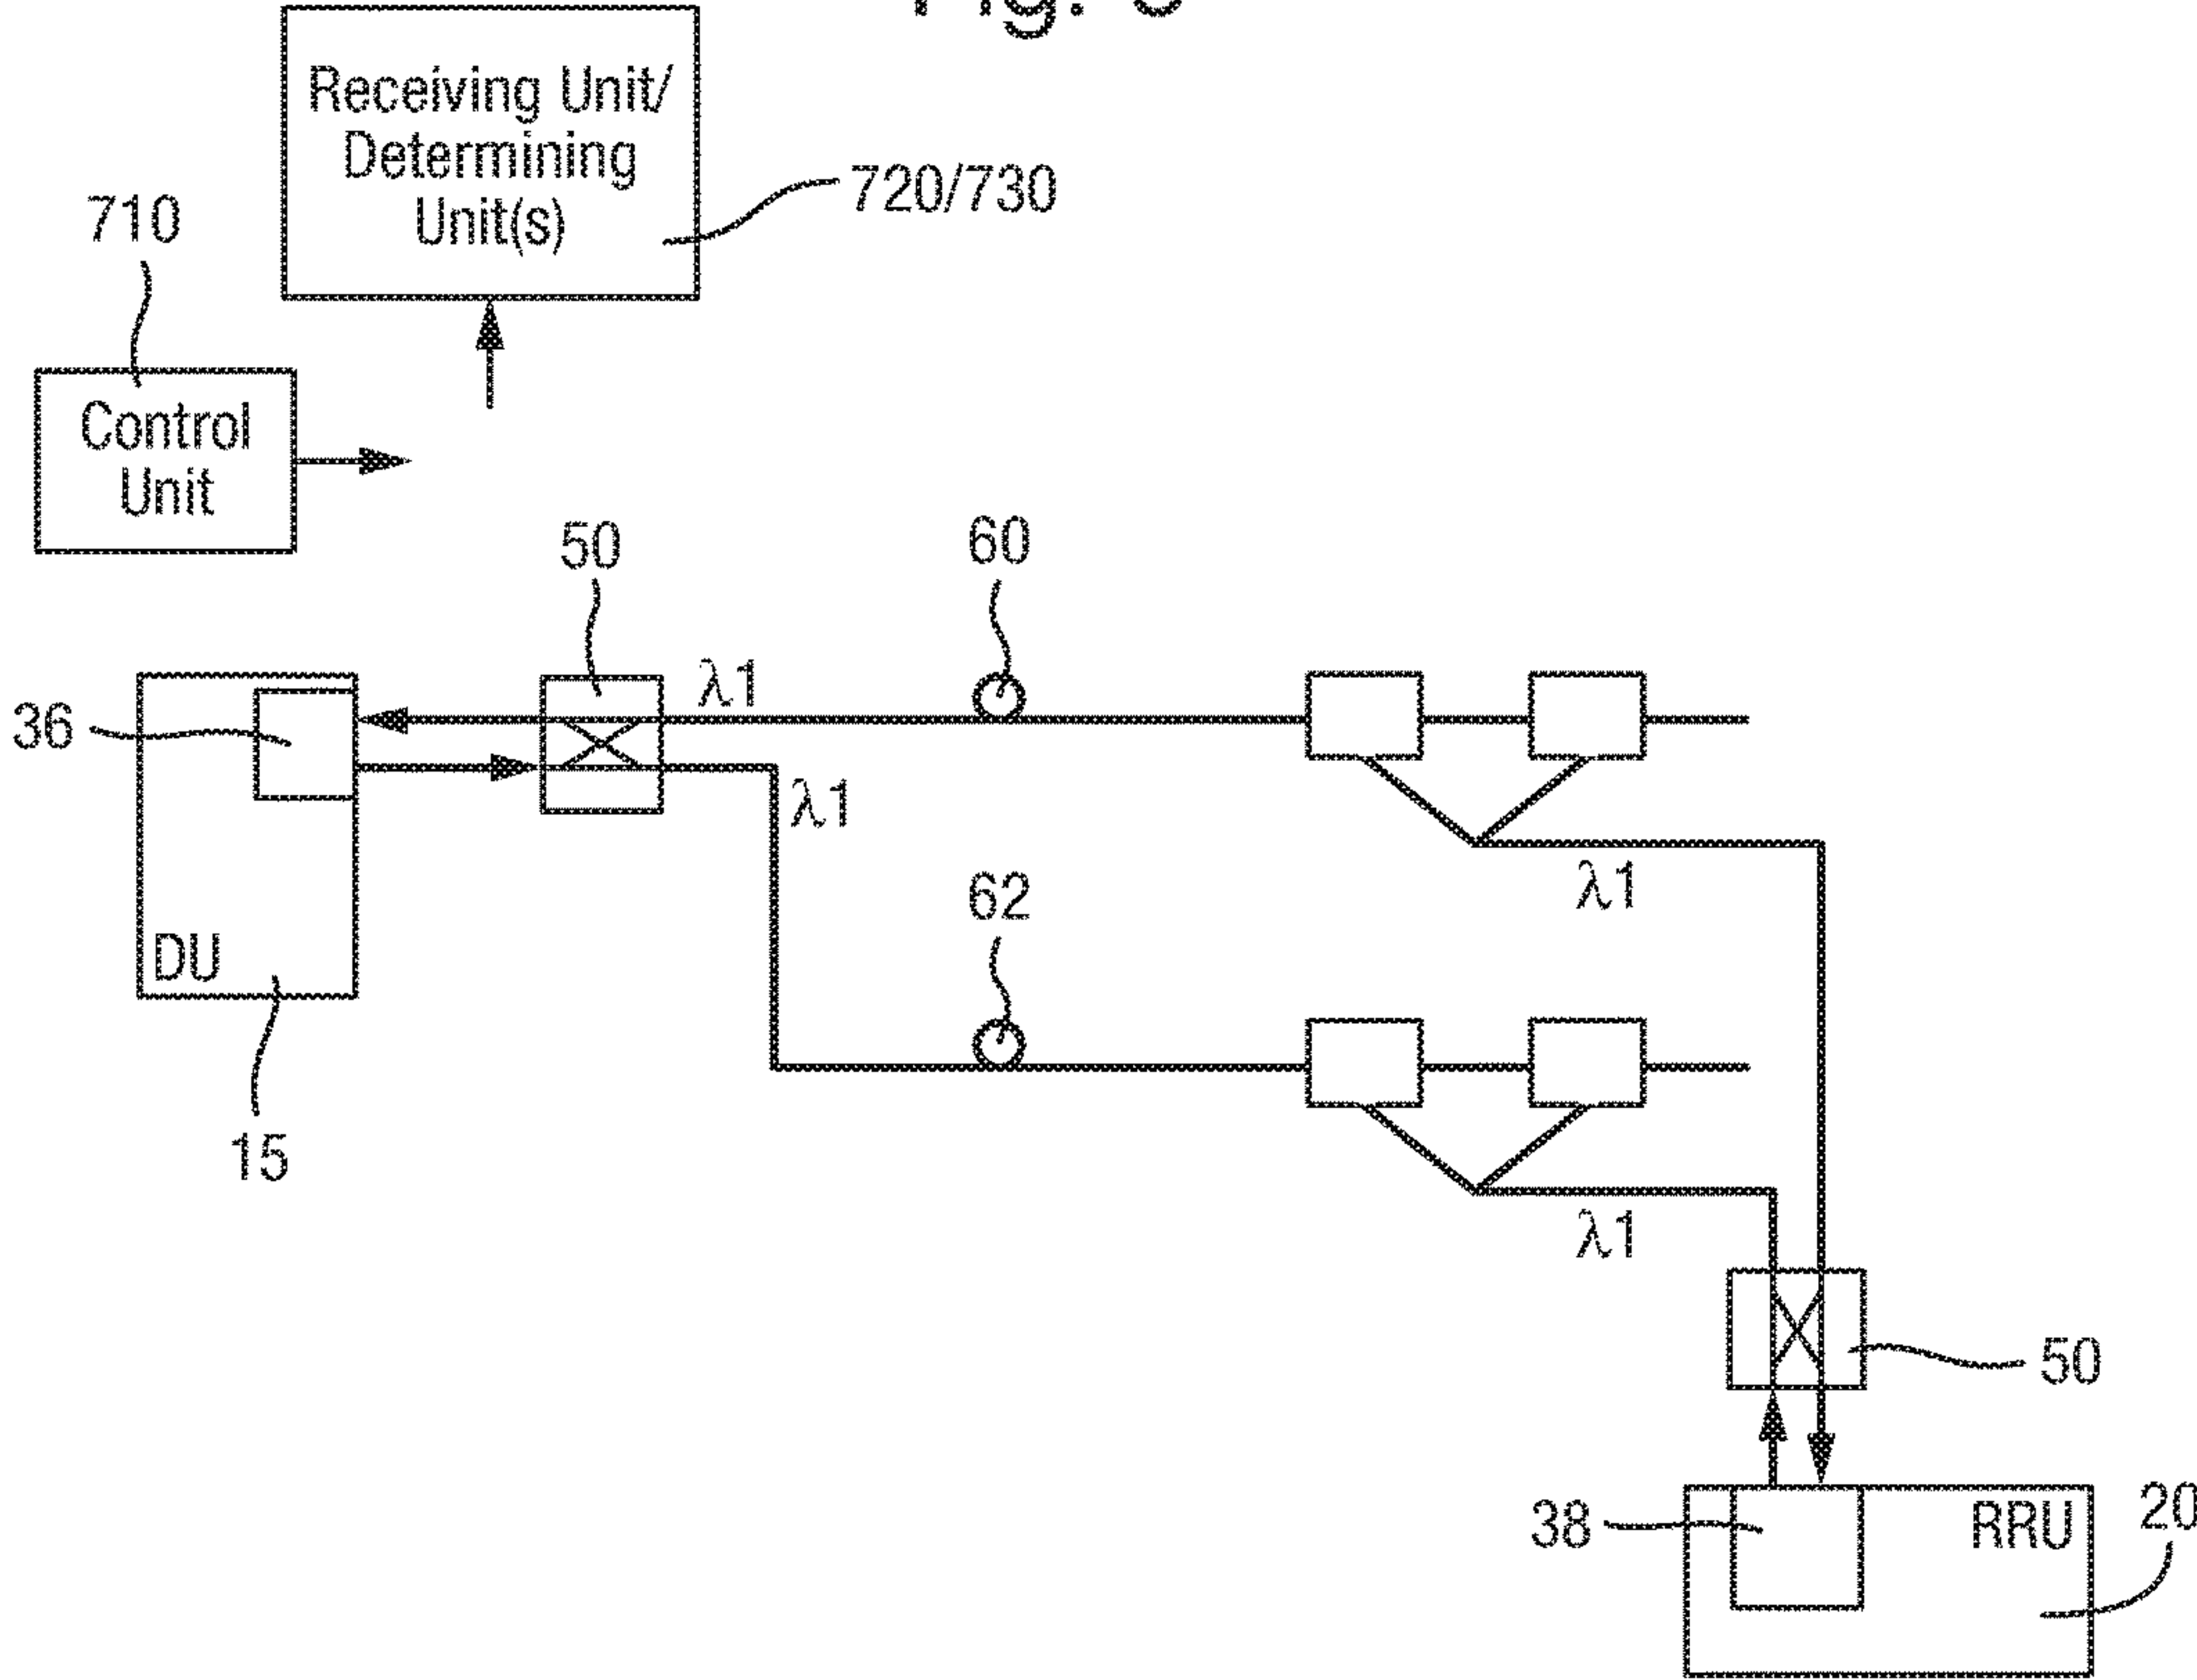 Receiving Unit/
Determining
Unit(s)
720/730
710
Control
Unit
50
60
λ1
36
λ1
62
λ1
DU
15
λ1
50
38
RRU
20